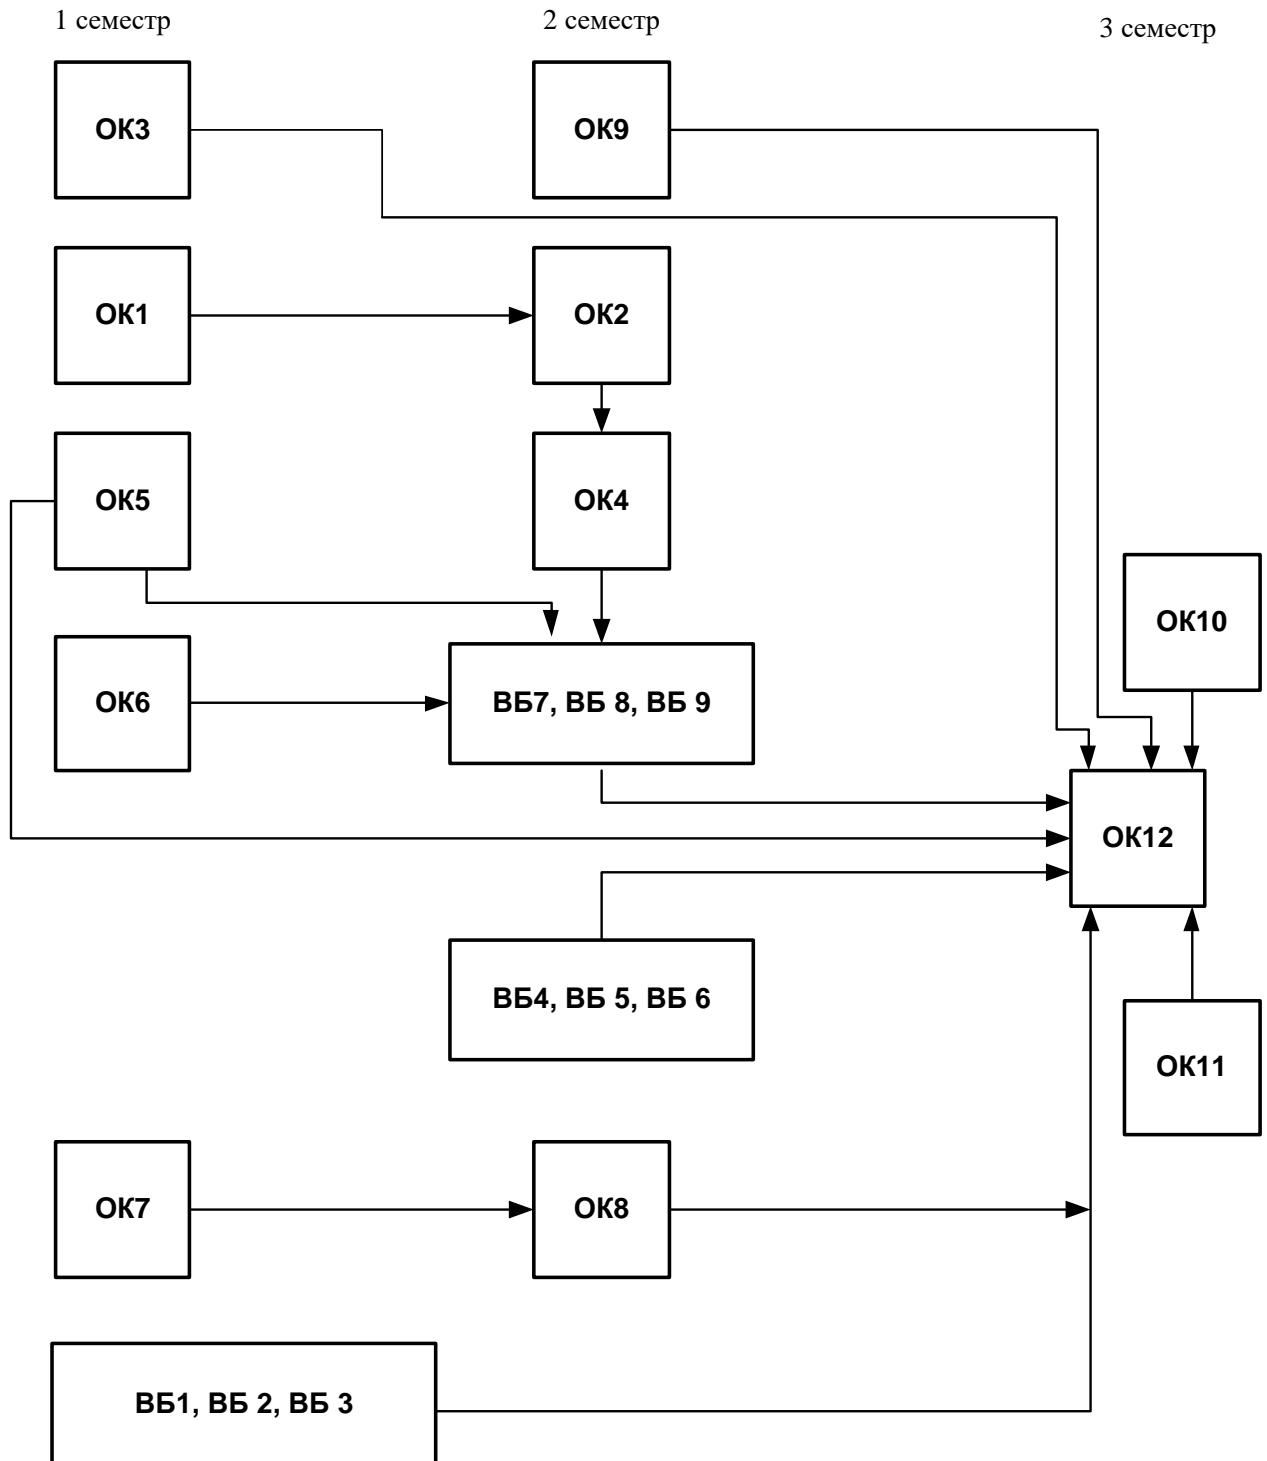 1 семестр
2 семестр
3 семестр
ОК3
ОК9
ОК1
ОК2
ОК5
ОК4
ОК10
ОК6
ВБ7, ВБ 8, ВБ 9
ОК12
ВБ4, ВБ 5, ВБ 6
ОК11
ОК7
ОК8
ВБ1, ВБ 2, ВБ 3